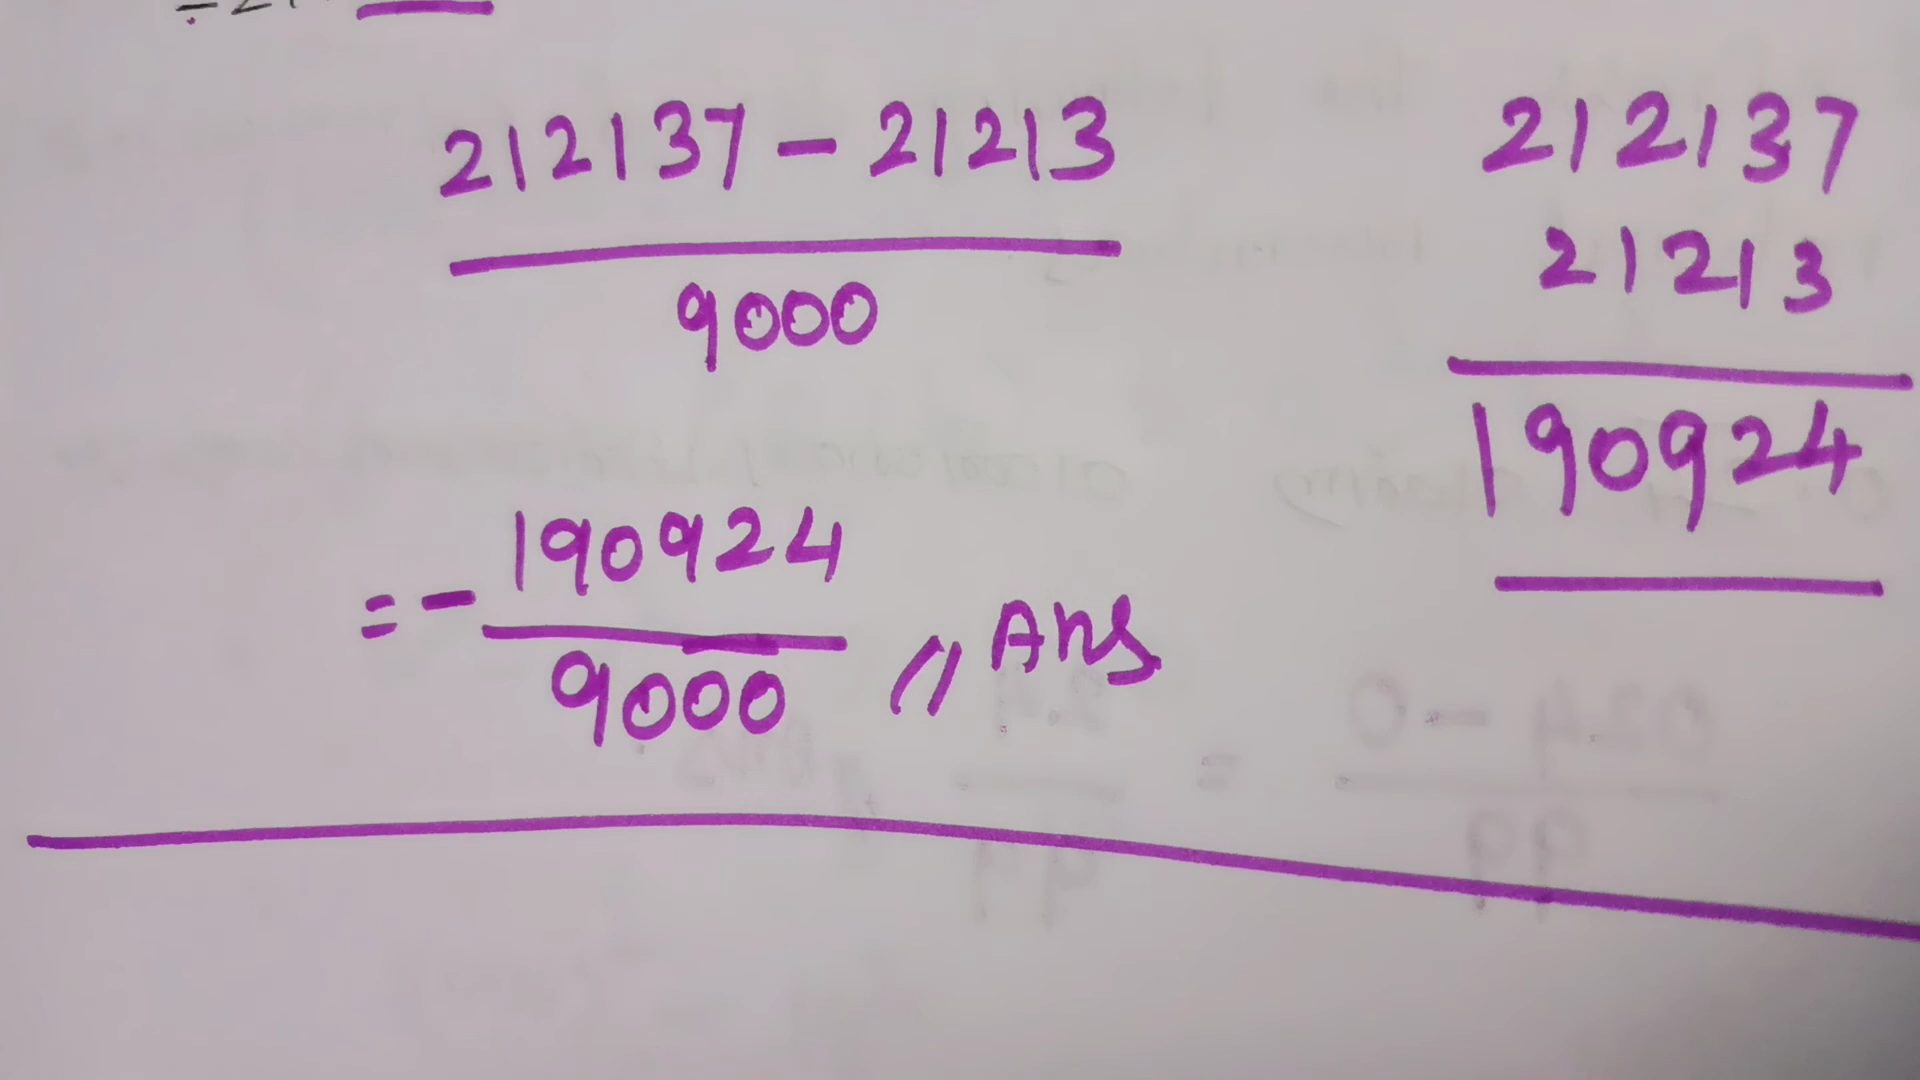 212137 - 21213
9000
= - 190924
9000 // Ans
212137
21213
190924